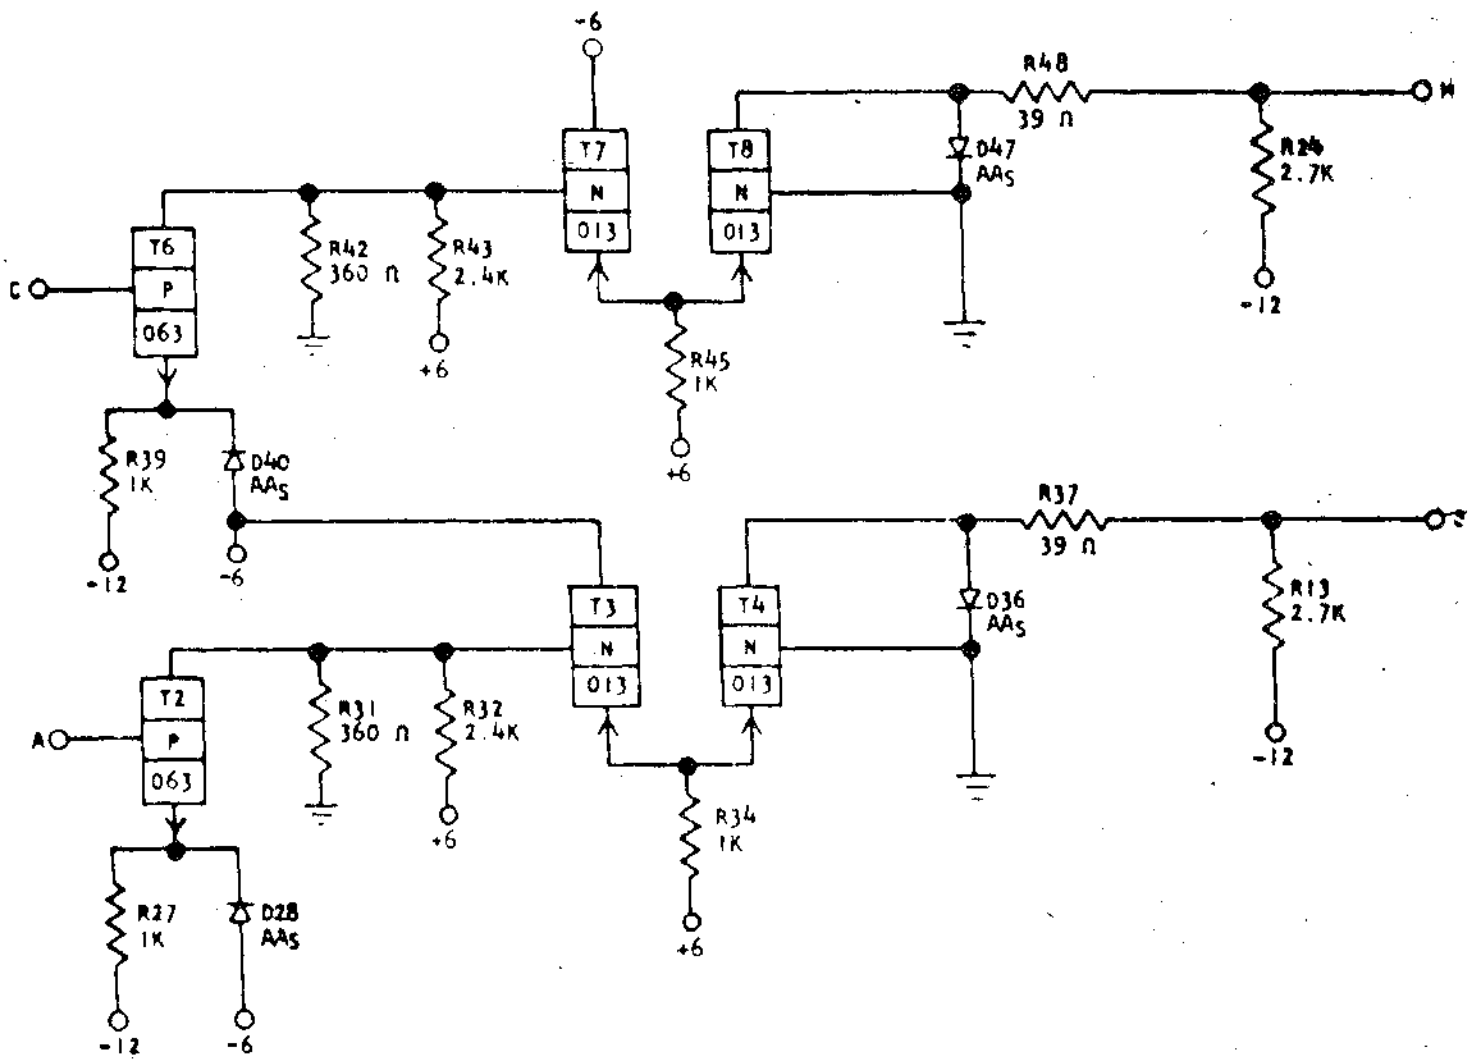 -6
R48
39 Ω
T7
N
013
T8
N
013
D47
AAS
R24
2.7K
-12
T6
P
063
C
R42
360 Ω
R43
2.4K
+6
R45
1K
+6
R39
1K
-12
D40
AAS
-6
R37
39 Ω
T3
N
013
T4
N
013
D36
AAS
R13
2.7K
-12
T2
P
063
A
R31
360 Ω
R32
2.4K
+6
R34
1K
+6
R27
1K
-12
D28
AAS
-6